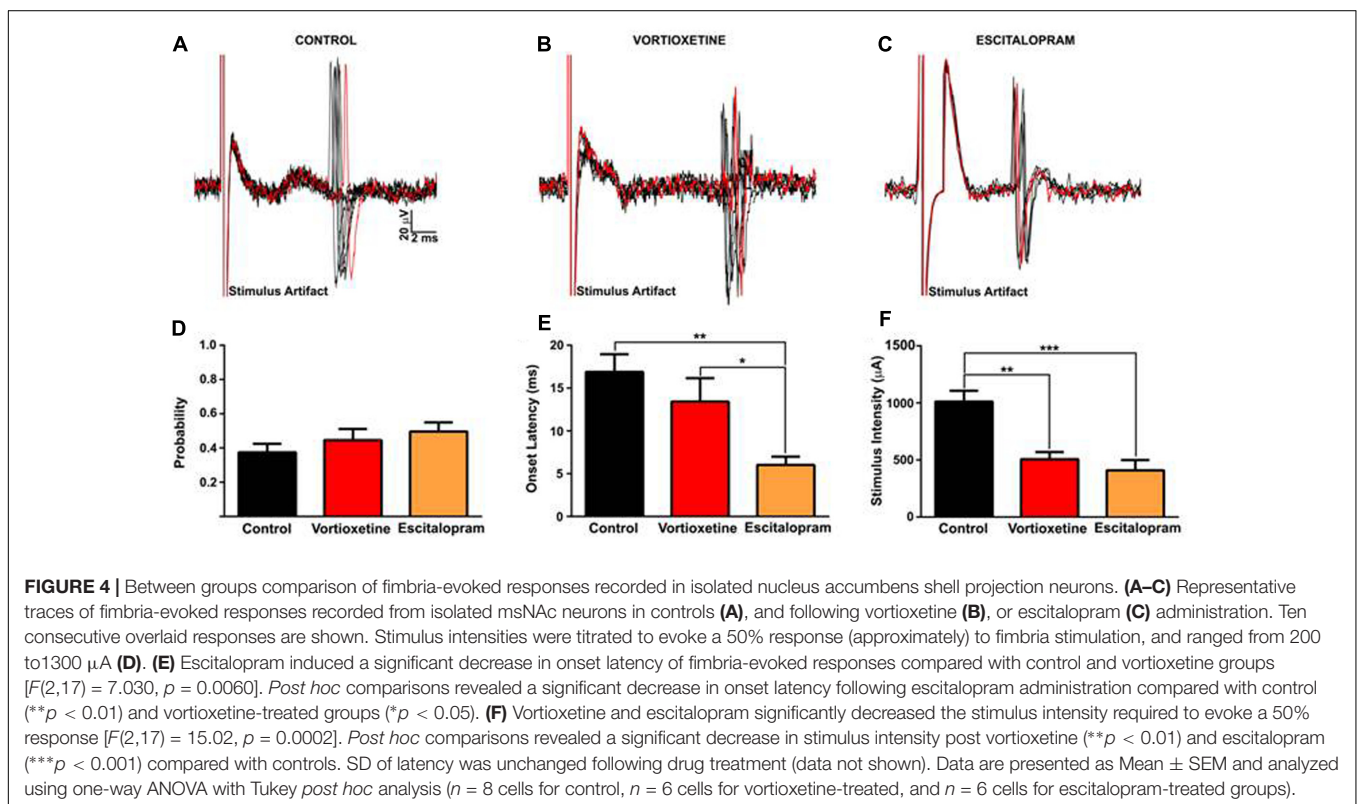 A
CONTROL
B
VORTIOXETINE
C
ESCITALOPRAM
20 μV
2 ms
Stimulus Artifact
Stimulus Artifact
Stimulus Artifact
D
1.0
0.8
0.6
0.4
0.2
Probability
Control
Vortioxetine
Escitalopram
E
20
15
10
5
0
Onset Latency (ms)
**
*
Control
Vortioxetine
Escitalopram
F
1500
1000
500
0
Stimulus Intensity (μA)
***
**
Control
Vortioxetine
Escitalopram
FIGURE 4 | Between groups comparison of fimbria-evoked responses recorded in isolated nucleus accumbens shell projection neurons. (A–C) Representative
traces of fimbria-evoked responses recorded from isolated msNAc neurons in controls (A), and following vortioxetine (B), or escitalopram (C) administration. Ten
consecutive overlaid responses are shown. Stimulus intensities were titrated to evoke a 50% response (approximately) to fimbria stimulation, and ranged from 200
to1300 μA (D). (E) Escitalopram induced a significant decrease in onset latency of fimbria-evoked responses compared with control and vortioxetine groups
[F(2,17) = 7.030, p = 0.0060]. Post hoc comparisons revealed a significant decrease in onset latency following escitalopram administration compared with control
(**p < 0.01) and vortioxetine-treated groups (*p < 0.05). (F) Vortioxetine and escitalopram significantly decreased the stimulus intensity required to evoke a 50%
response [F(2,17) = 15.02, p = 0.0002]. Post hoc comparisons revealed a significant decrease in stimulus intensity post vortioxetine (**p < 0.01) and escitalopram
(***p < 0.001) compared with controls. SD of latency was unchanged following drug treatment (data not shown). Data are presented as Mean ± SEM and analyzed
using one-way ANOVA with Tukey post hoc analysis (n = 8 cells for control, n = 6 cells for vortioxetine-treated, and n = 6 cells for escitalopram-treated groups).